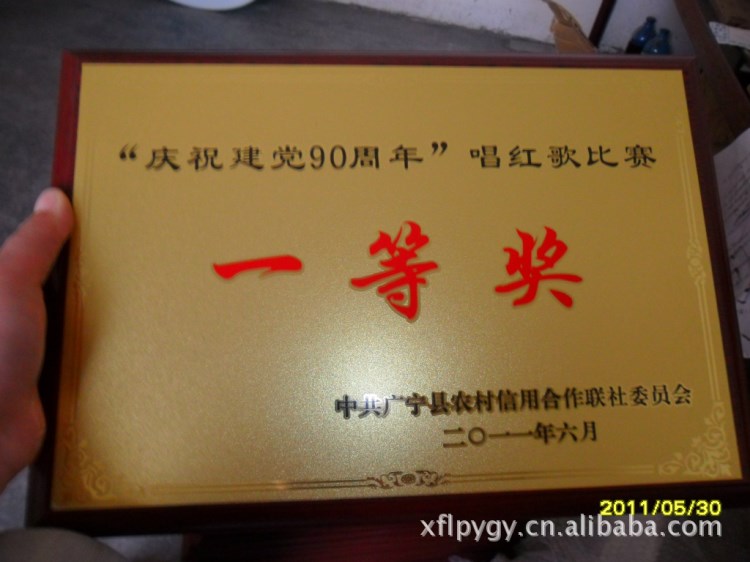 “庆祝建党90周年”唱红歌比赛
一等奖
中共广宁县农村信用合作联社委员会
二〇一一年六月
2011/05/30
xflpygy.cn.alibaba.com